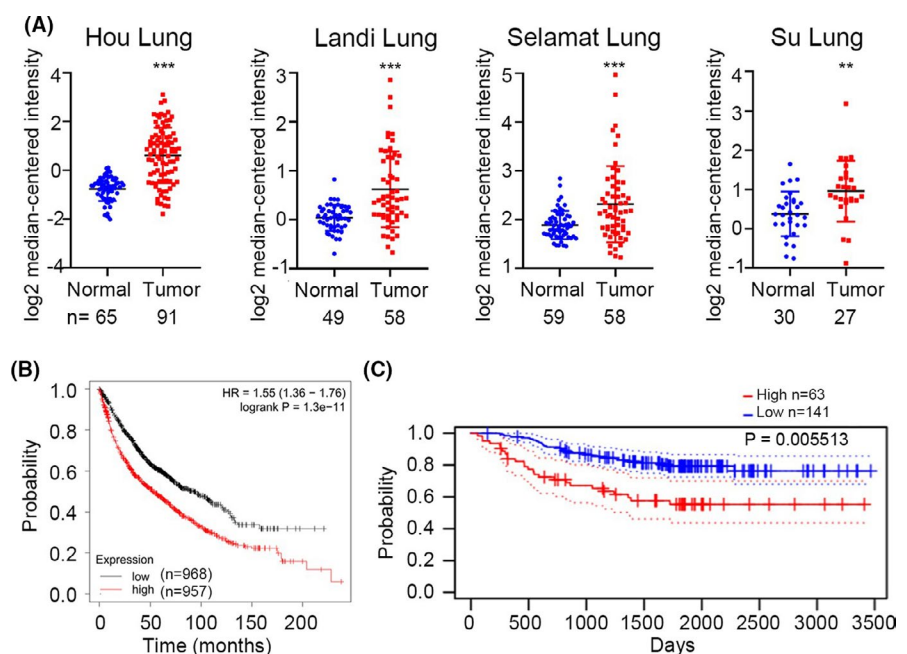 (A)
Hou Lung
Landi Lung
Selamat Lung
Su Lung
log2 median-centered intensity
4
2
0
-2
-4
***
Normal Tumor
n= 65 91
log2 median-centered intensity
3
2
1
0
-1
***
Normal Tumor
49 58
log2 median-centered intensity
5
4
3
2
1
***
Normal Tumor
59 58
log2 median-centered intensity
4
3
2
1
0
-1
**
Normal Tumor
30 27
(B)
Probability
1.0
0.8
0.6
0.4
0.2
0.0
HR = 1.55 (1.36 − 1.76)
logrank P = 1.3e−11
Expression
low (n=968)
high (n=957)
0 50 100 150 200
Time (months)
(C)
High n=63
Low n=141
P = 0.005513
Probability
1.0
0.8
0.6
0.4
0.2
0.0
0 500 1000 1500 2000 2500 3000 3500
Days